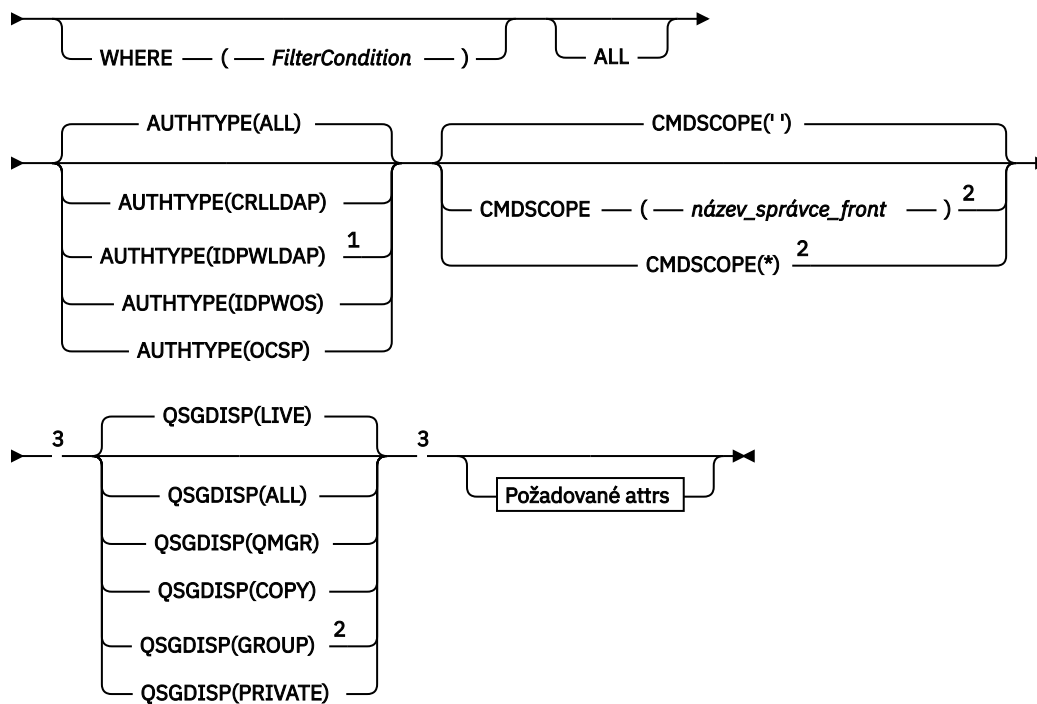 WHERE ( FilterCondition ) ALL
AUTHTYPE(ALL) CMDSCOPE(' ')
AUTHTYPE(CRLLDAP) CMDSCOPE ( název_správce_front ) 2
AUTHTYPE(IDPWLDAP) 1 CMDSCOPE(*) 2
AUTHTYPE(IDPWOS)
AUTHTYPE(OCSP)
3 QSGDISP(LIVE) 3
QSGDISP(ALL) Požadované attrs
QSGDISP(QMGR)
QSGDISP(COPY)
QSGDISP(GROUP) 2
QSGDISP(PRIVATE)